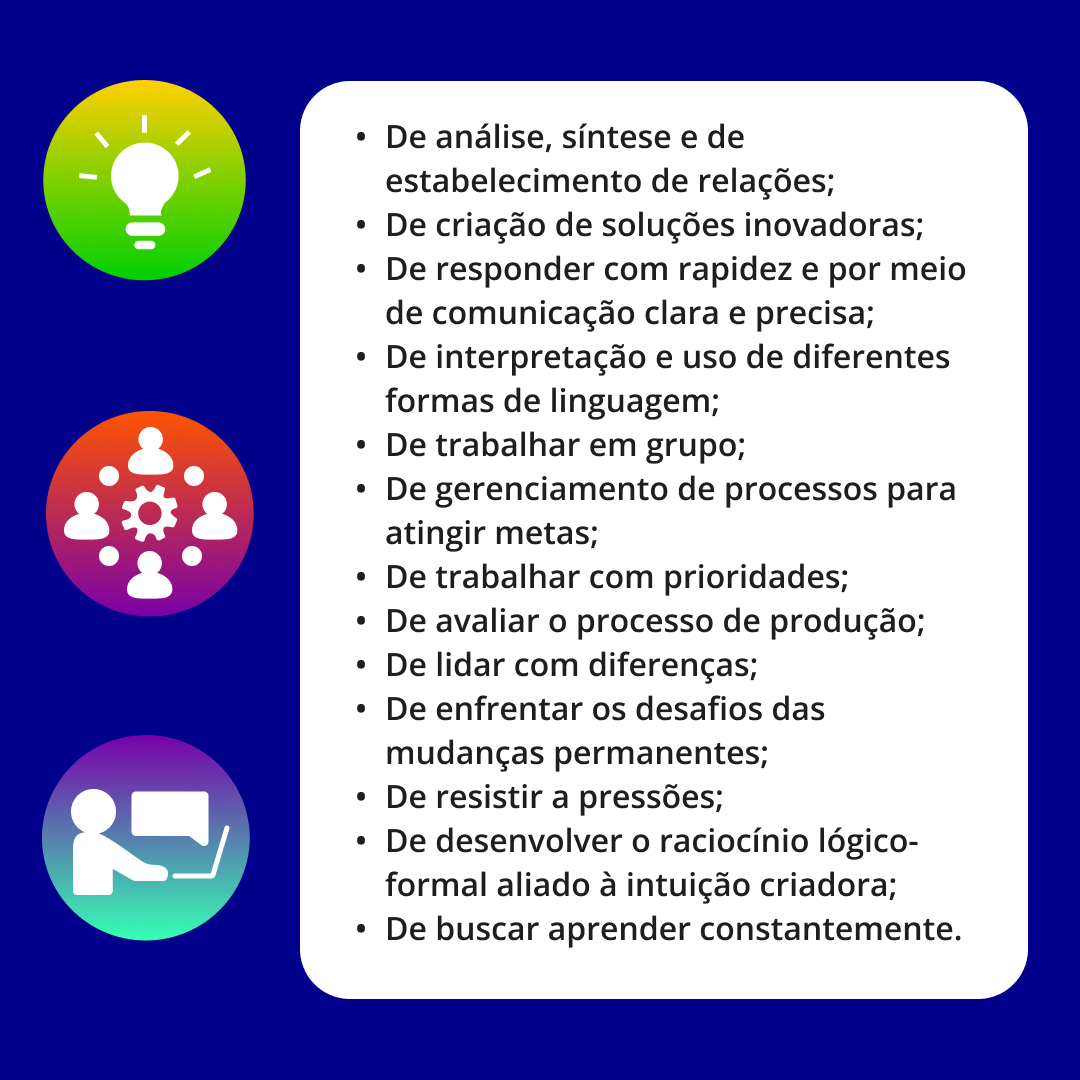 • De análise, síntese e de
estabelecimento de relações;
• De criação de soluções inovadoras;
• De responder com rapidez e por meio
de comunicação clara e precisa;
• De interpretação e uso de diferentes
formas de linguagem;
• De trabalhar em grupo;
• De gerenciamento de processos para
atingir metas;
• De trabalhar com prioridades;
• De avaliar o processo de produção;
• De lidar com diferenças;
• De enfrentar os desafios das
mudanças permanentes;
• De resistir a pressões;
• De desenvolver o raciocínio lógico-
formal aliado à intuição criadora;
• De buscar aprender constantemente.